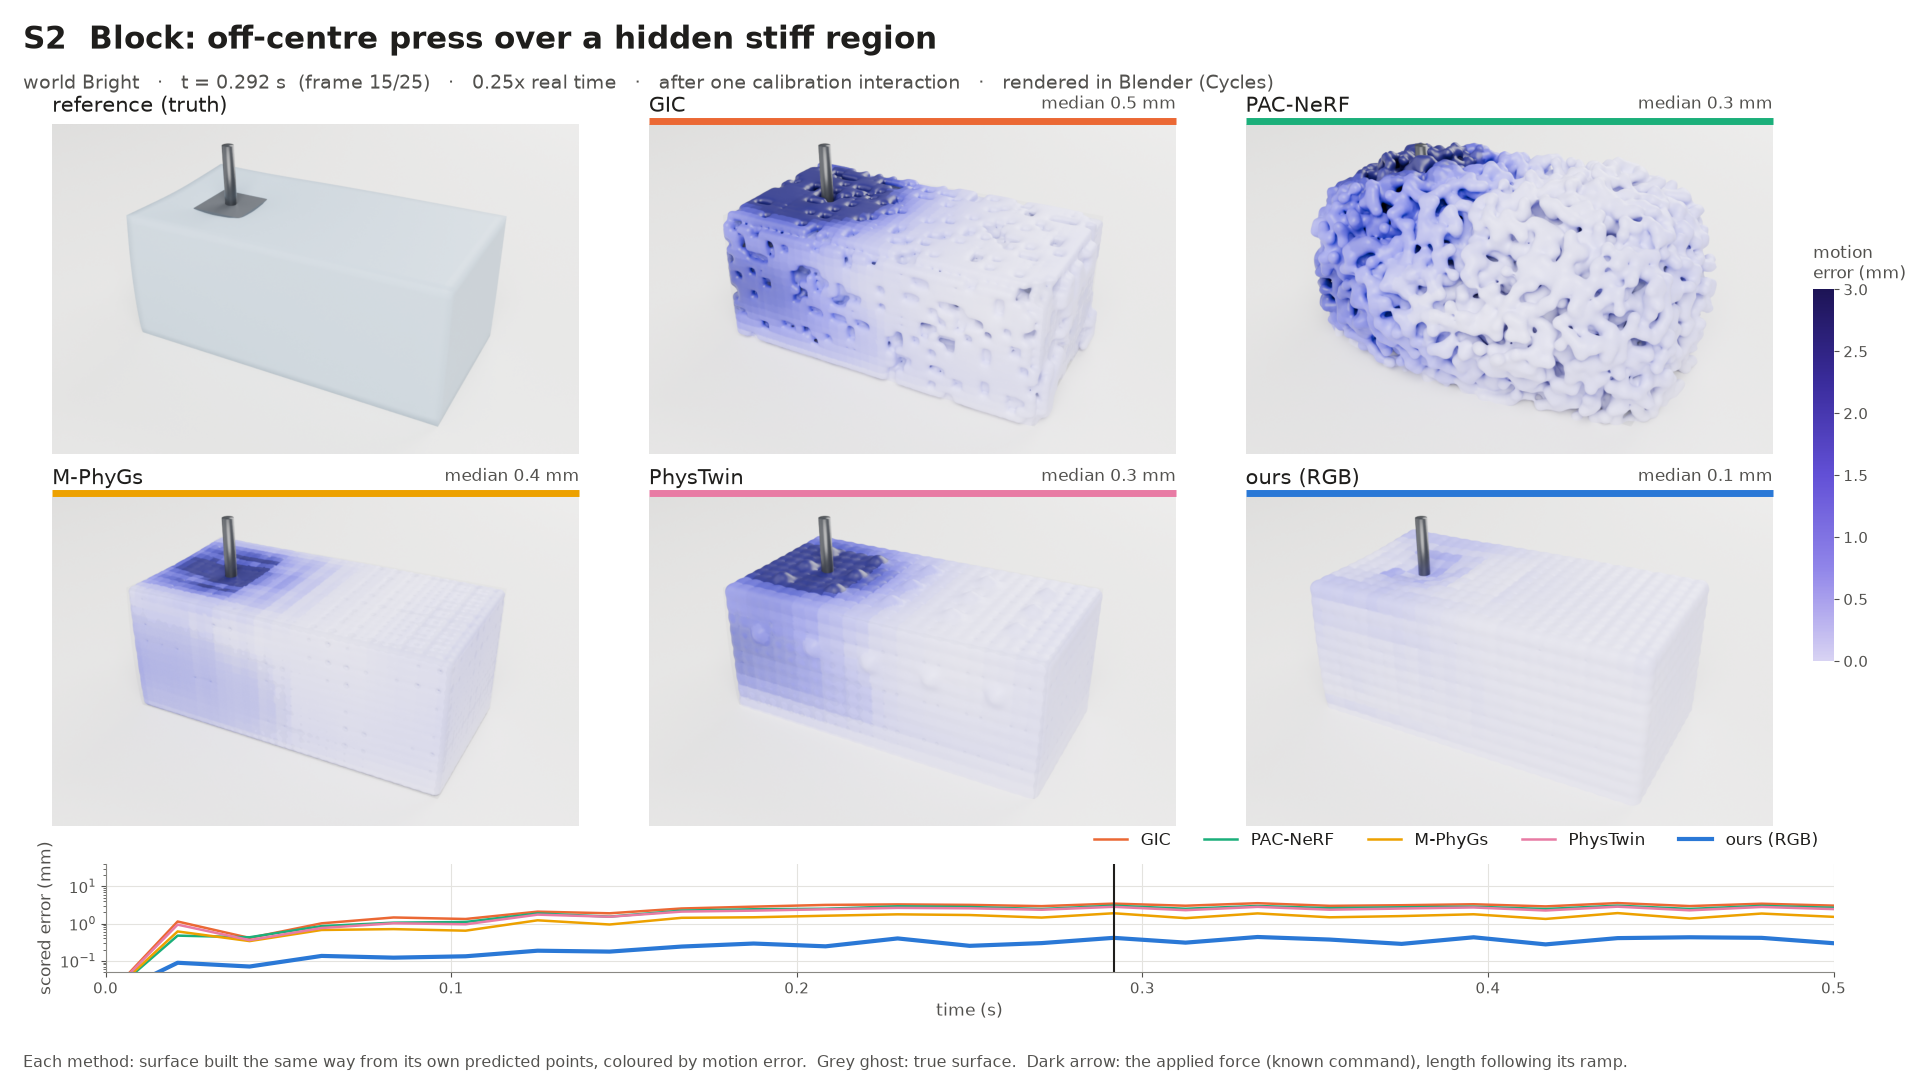 S2  Block: off-centre press over a hidden stiff region
world Bright   ·   t = 0.292 s  (frame 15/25)   ·   0.25x real time   ·   after one calibration interaction   ·   rendered in Blender (Cycles)
reference (truth)
GIC   median 0.5 mm
PAC-NeRF   median 0.3 mm
motion
error (mm)
3.0
2.5
2.0
1.5
1.0
0.5
0.0
M-PhyGs   median 0.4 mm
PhysTwin   median 0.3 mm
ours (RGB)   median 0.1 mm
GIC   PAC-NeRF   M-PhyGs   PhysTwin   ours (RGB)
scored error (mm)
10¹
10⁰
10⁻¹
0.0   0.1   0.2   0.3   0.4   0.5
time (s)
Each method: surface built the same way from its own predicted points, coloured by motion error.  Grey ghost: true surface.  Dark arrow: the applied force (known command), length following its ramp.